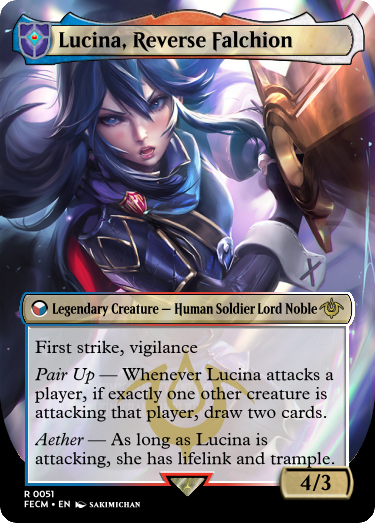 Lucina, Reverse Falchion
Legendary Creature — Human Soldier Lord Noble
First strike, vigilance
Pair Up — Whenever Lucina attacks a
player, if exactly one other creature is
attacking that player, draw two cards.
Aether — As long as Lucina is
attacking, she has lifelink and trample.
4/3
R 0051
FECM • EN SAKIMICHAN